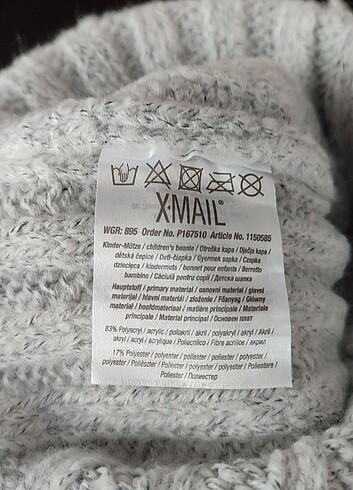 X-MAIL®
WGR: 895 Order No. P167510 Article No. 1150585
Kinder-Mütze / children's beanie / Otroška kapa / Dječja kapa /
dětská čepice / Deti-čiapka / Gyermek sapka / Czapka
dziecięca / kindermuts / bonnet pour enfants / Berretto
bambino / Căciulă pentru copii / Детска шапка
Hauptstoff / primary material / osnovni material / glavni
materijal / hlavní materiál / zloženie / Főanyag / Główny
materiał / hoofdmateriaal / matière principale / Materiale
principale / Material principal / Основен плат
83% Polyacryl / acrylic / poliakril / akril / polyakryl / akryl / Akril /
akryl / acryl / acrylique / Poliacrilico / Fibre acrilice / акрил
17% Polyester / polyester / poliester / poliester / polyester /
polyester / Poliészter / Poliester / polyester / polyester / Poliestere /
Poliester / Полиестер